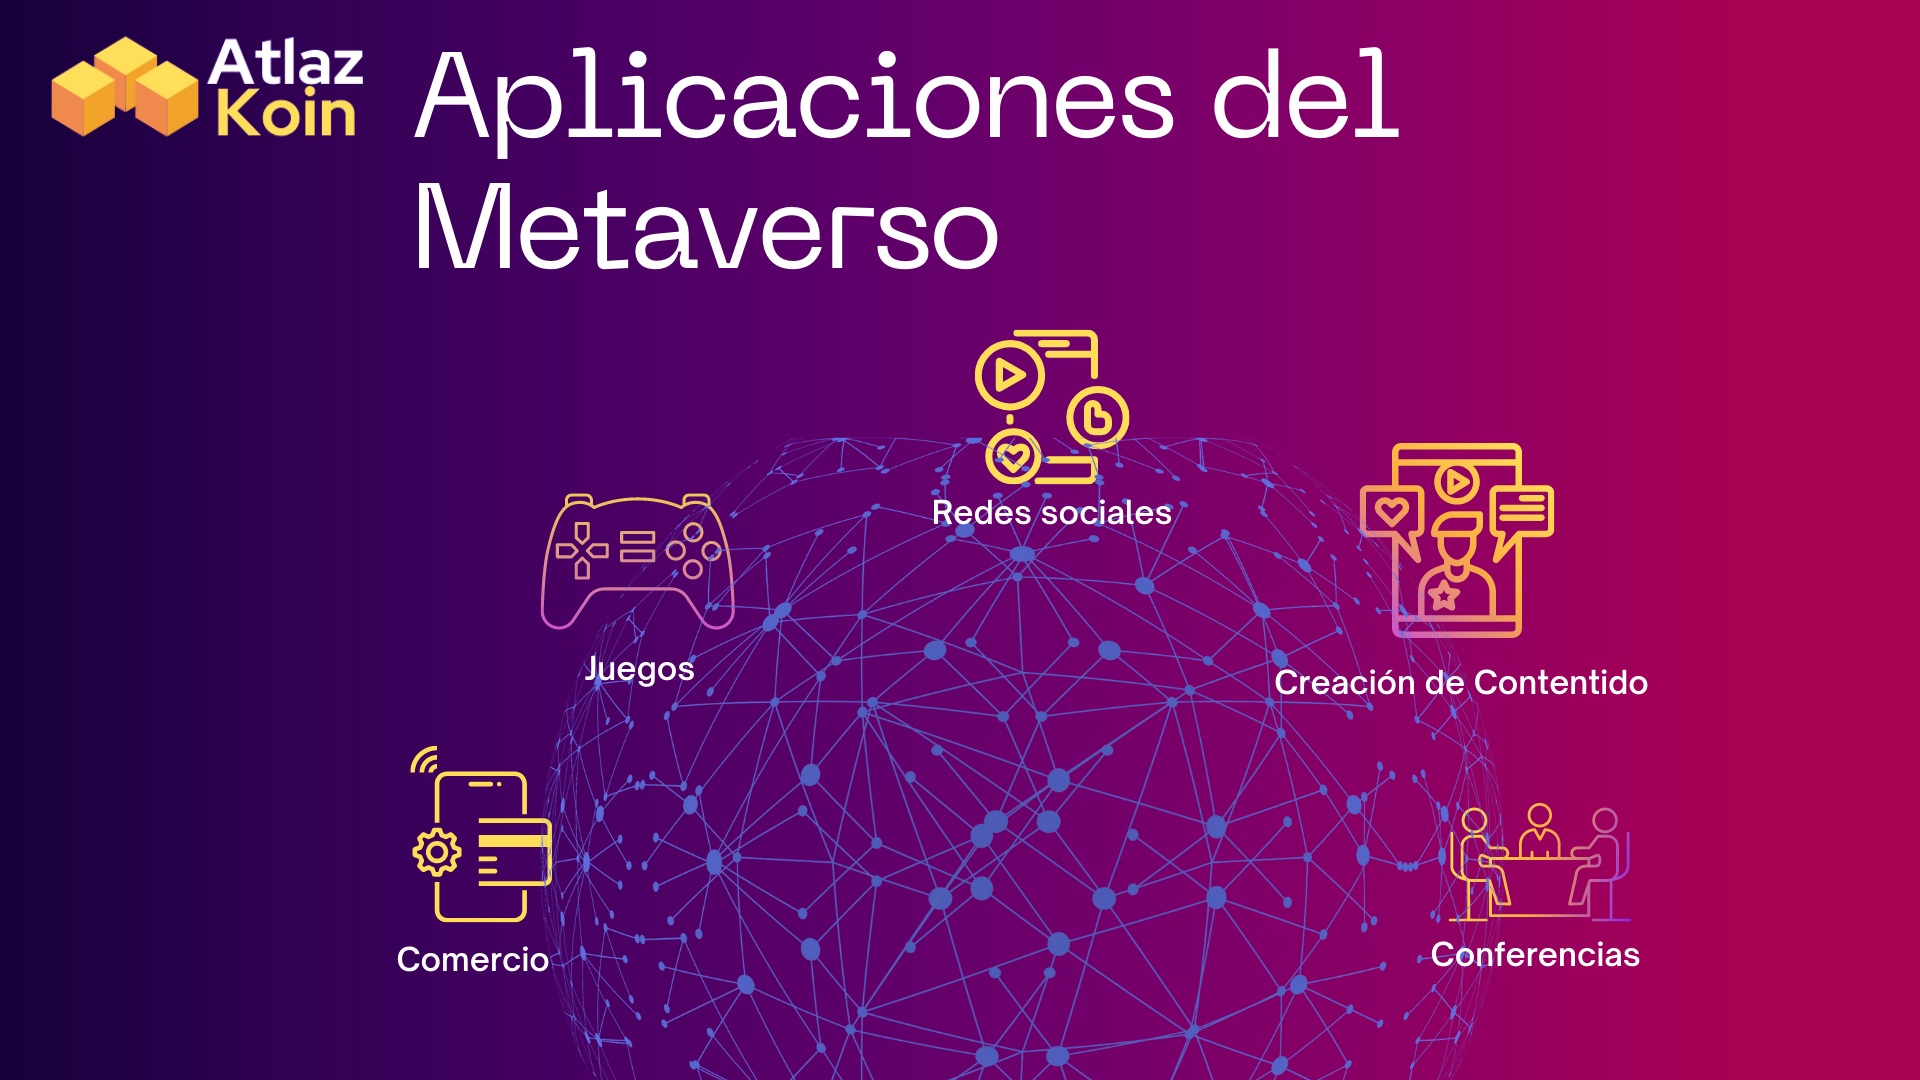 Atlaz
Koin
Aplicaciones del
Metaverso
Redes sociales
Juegos
Creación de Contentido
Comercio
Conferencias